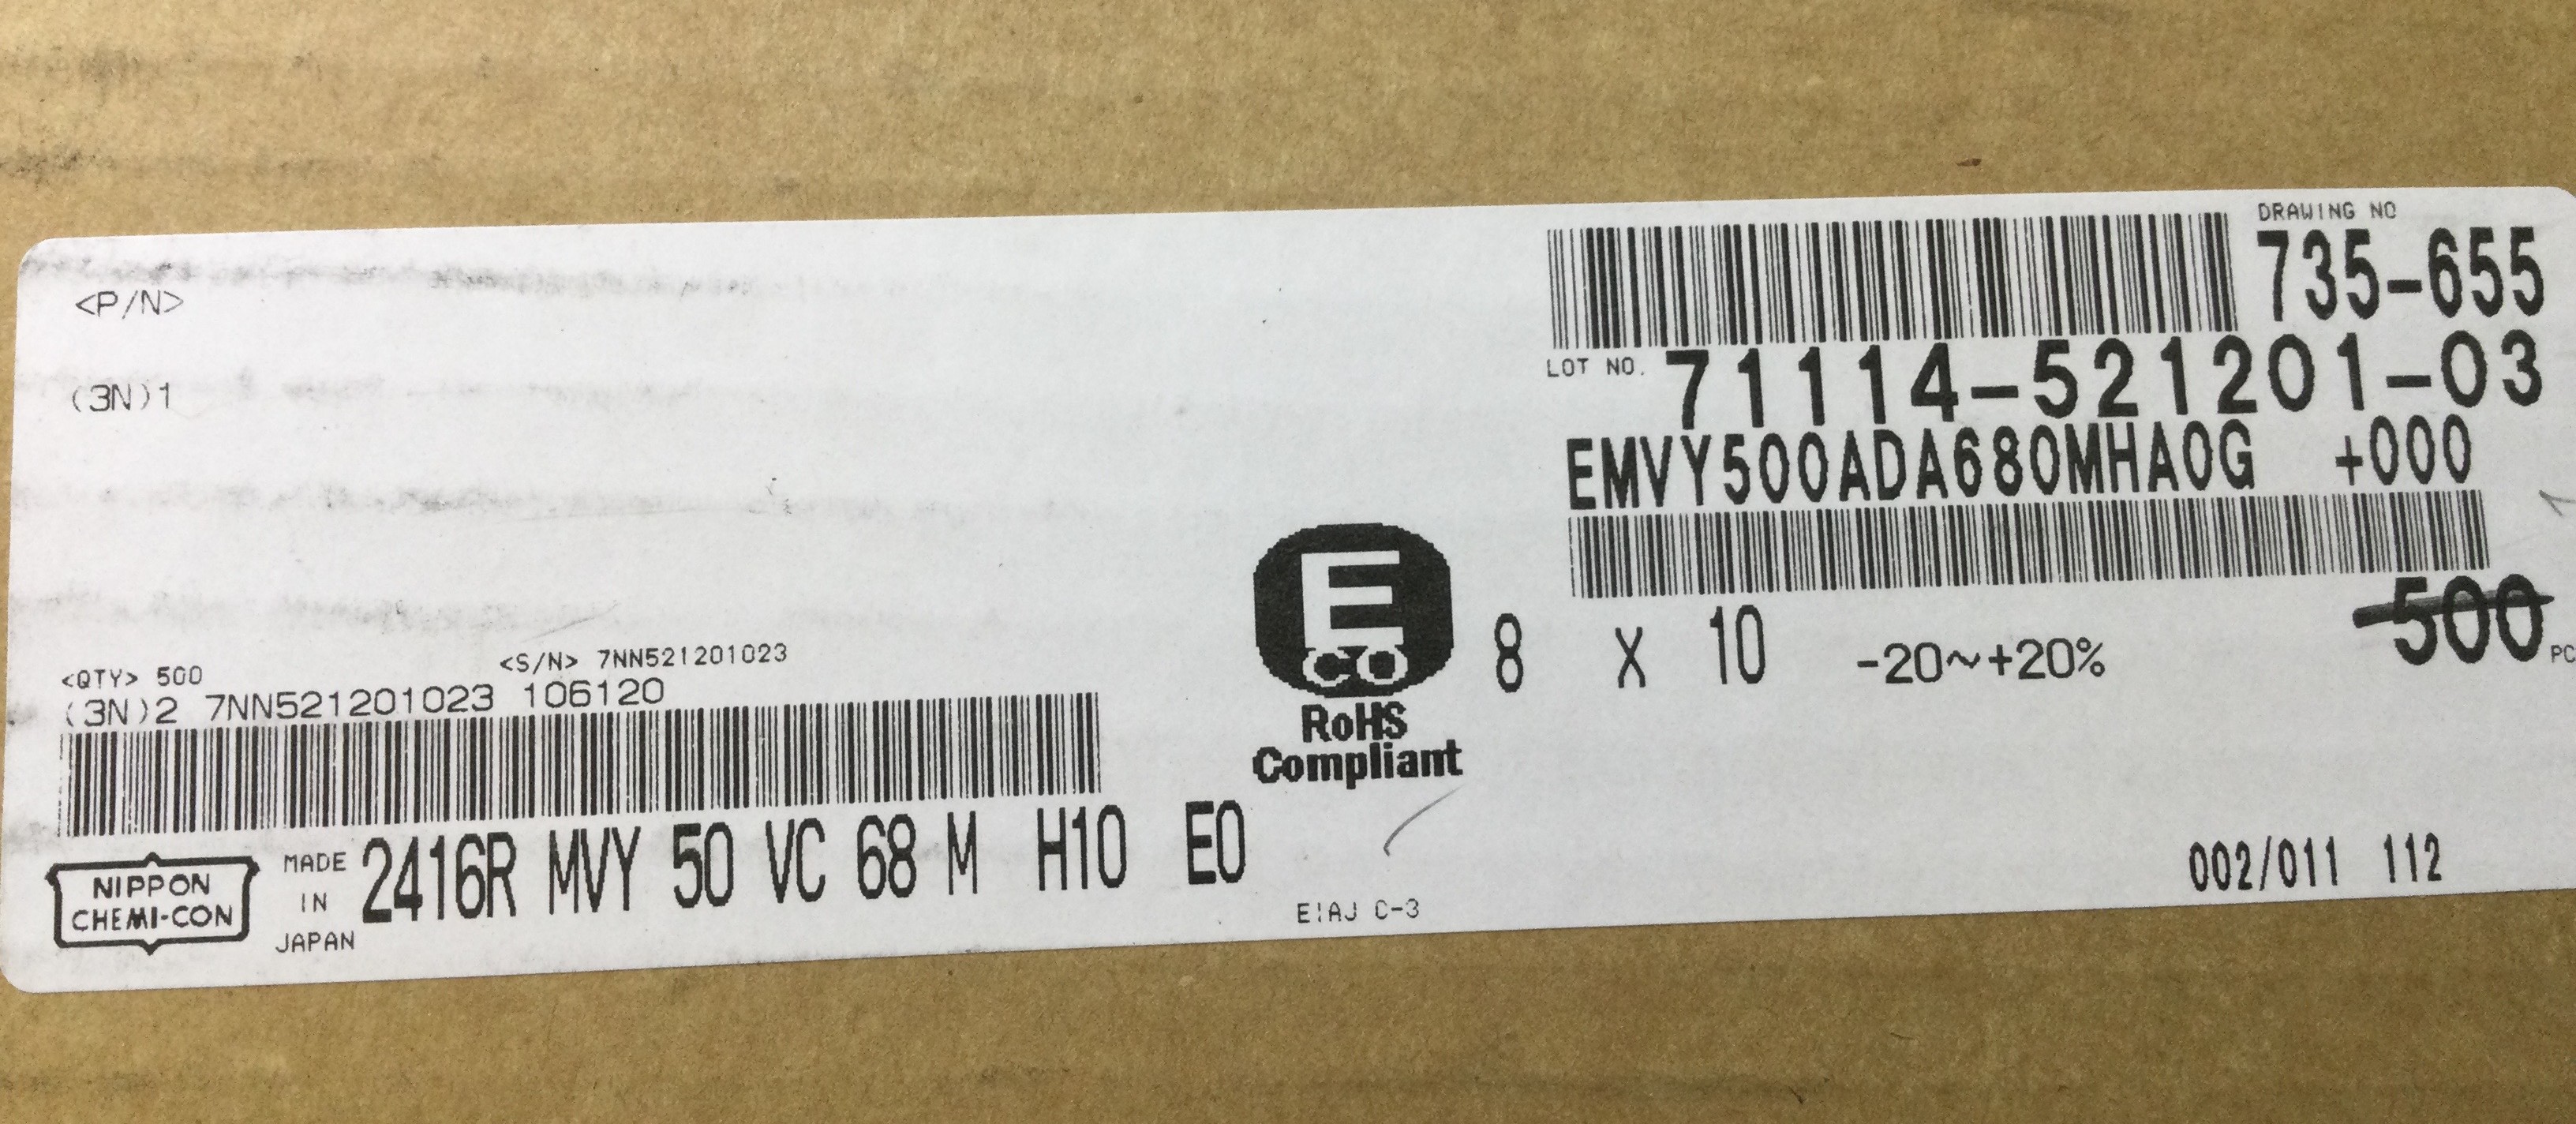 <P/N>
(3N)1
<QTY> 500 <S/N> 7NN521201023
(3N)2 7NN521201023 106120
NIPPON
CHEMI-CON
MADE
IN
JAPAN
2416R MVY 50 VC 68 M H10 E0
E
CO
RoHS
Compliant
EIAJ C-3
DRAWING NO
735-655
LOT NO. 71114-521201-03
EMVY500ADA680MHA0G +000
8 X 10 -20~+20% 500 PC
002/011 112